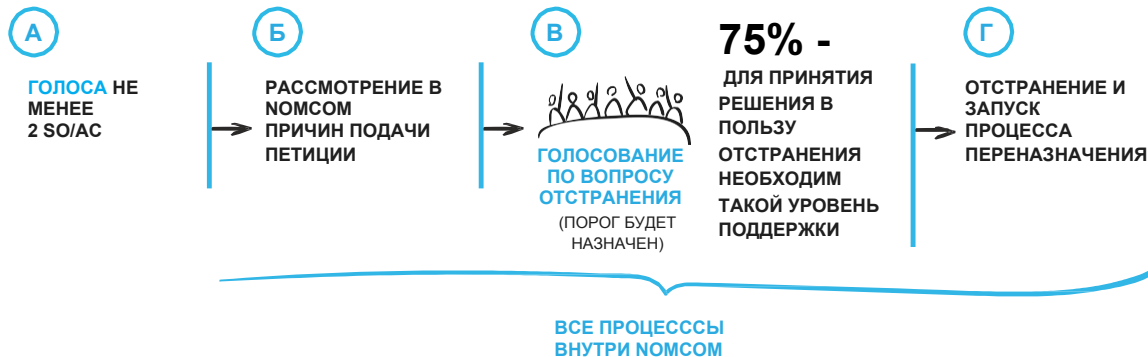 А
ГОЛОСА НЕ
МЕНЕЕ
2 SO/AC
Б
РАССМОТРЕНИЕ В
NOMCOM
ПРИЧИН ПОДАЧИ
ПЕТИЦИИ
В
ГОЛОСОВАНИЕ
ПО ВОПРОСУ
ОТСТРАНЕНИЯ
(ПОРОГ БУДЕТ
НАЗНАЧЕН)
75% -
ДЛЯ ПРИНЯТИЯ
РЕШЕНИЯ В
ПОЛЬЗУ
ОТСТРАНЕНИЯ
НЕОБХОДИМ
ТАКОЙ УРОВЕНЬ
ПОДДЕРЖКИ
Г
ОТСТРАНЕНИЕ И
ЗАПУСК
ПРОЦЕССА
ПЕРЕНАЗНАЧЕНИЯ
ВСЕ ПРОЦЕСССЫ
ВНУТРИ NOMCOM